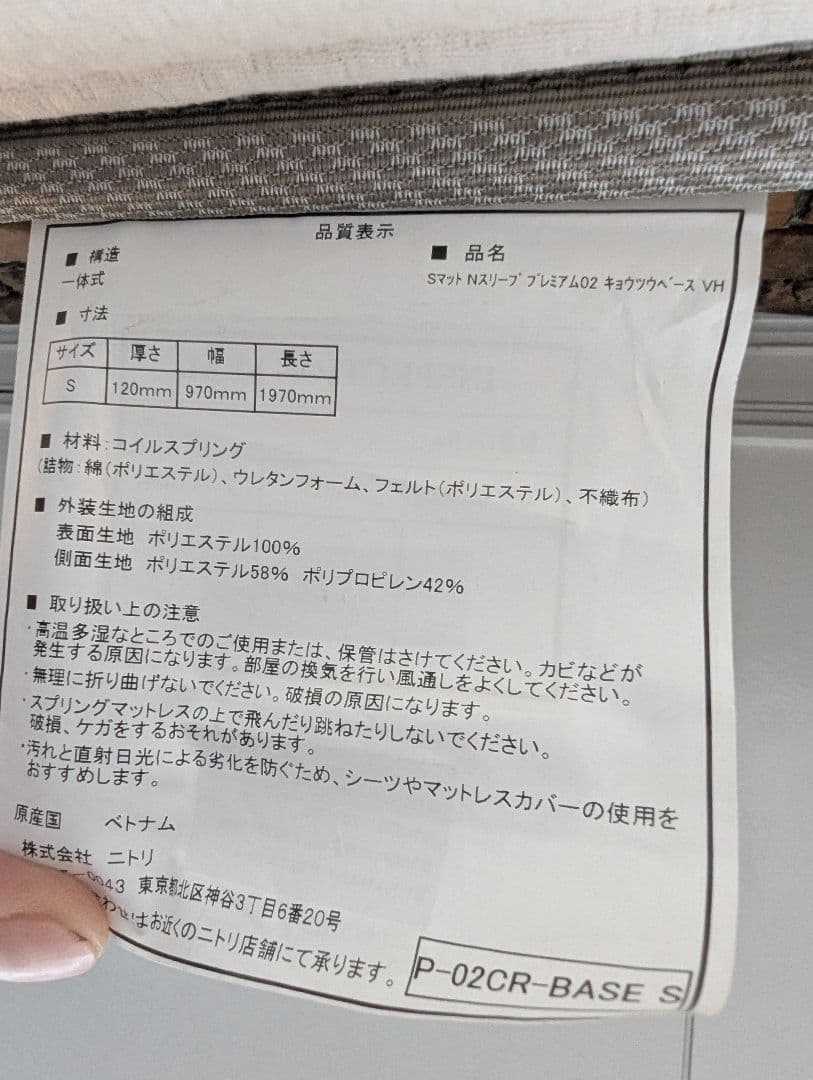 品質表示
■ 構造
一体式
■ 品名
Sマット Nスリープ プレミアム02 キョウツウベース VH
■ 寸法
サイズ 厚さ 幅 長さ
S 120mm 970mm 1970mm
■ 材料:コイルスプリング
(詰物:綿(ポリエステル)、ウレタンフォーム、フェルト(ポリエステル)、不織布)
■ 外装生地の組成
表面生地 ポリエステル100%
側面生地 ポリエステル58% ポリプロピレン42%
■ 取り扱い上の注意
・高温多湿なところでのご使用または、保管はさけてください。カビなどが
発生する原因になります。部屋の換気を行い風通しをよくしてください。
・無理に折り曲げないでください。破損の原因になります。
・スプリングマットレスの上で飛んだり跳ねたりしないでください。
破損、ケガをするおそれがあります。
・汚れと直射日光による劣化を防ぐため、シーツやマットレスカバーの使用を
おすすめします。
原産国 ベトナム
株式会社 ニトリ
0043 東京都北区神谷3丁目6番20号
わせはお近くのニトリ店舗にて承ります。
P-02CR-BASE S